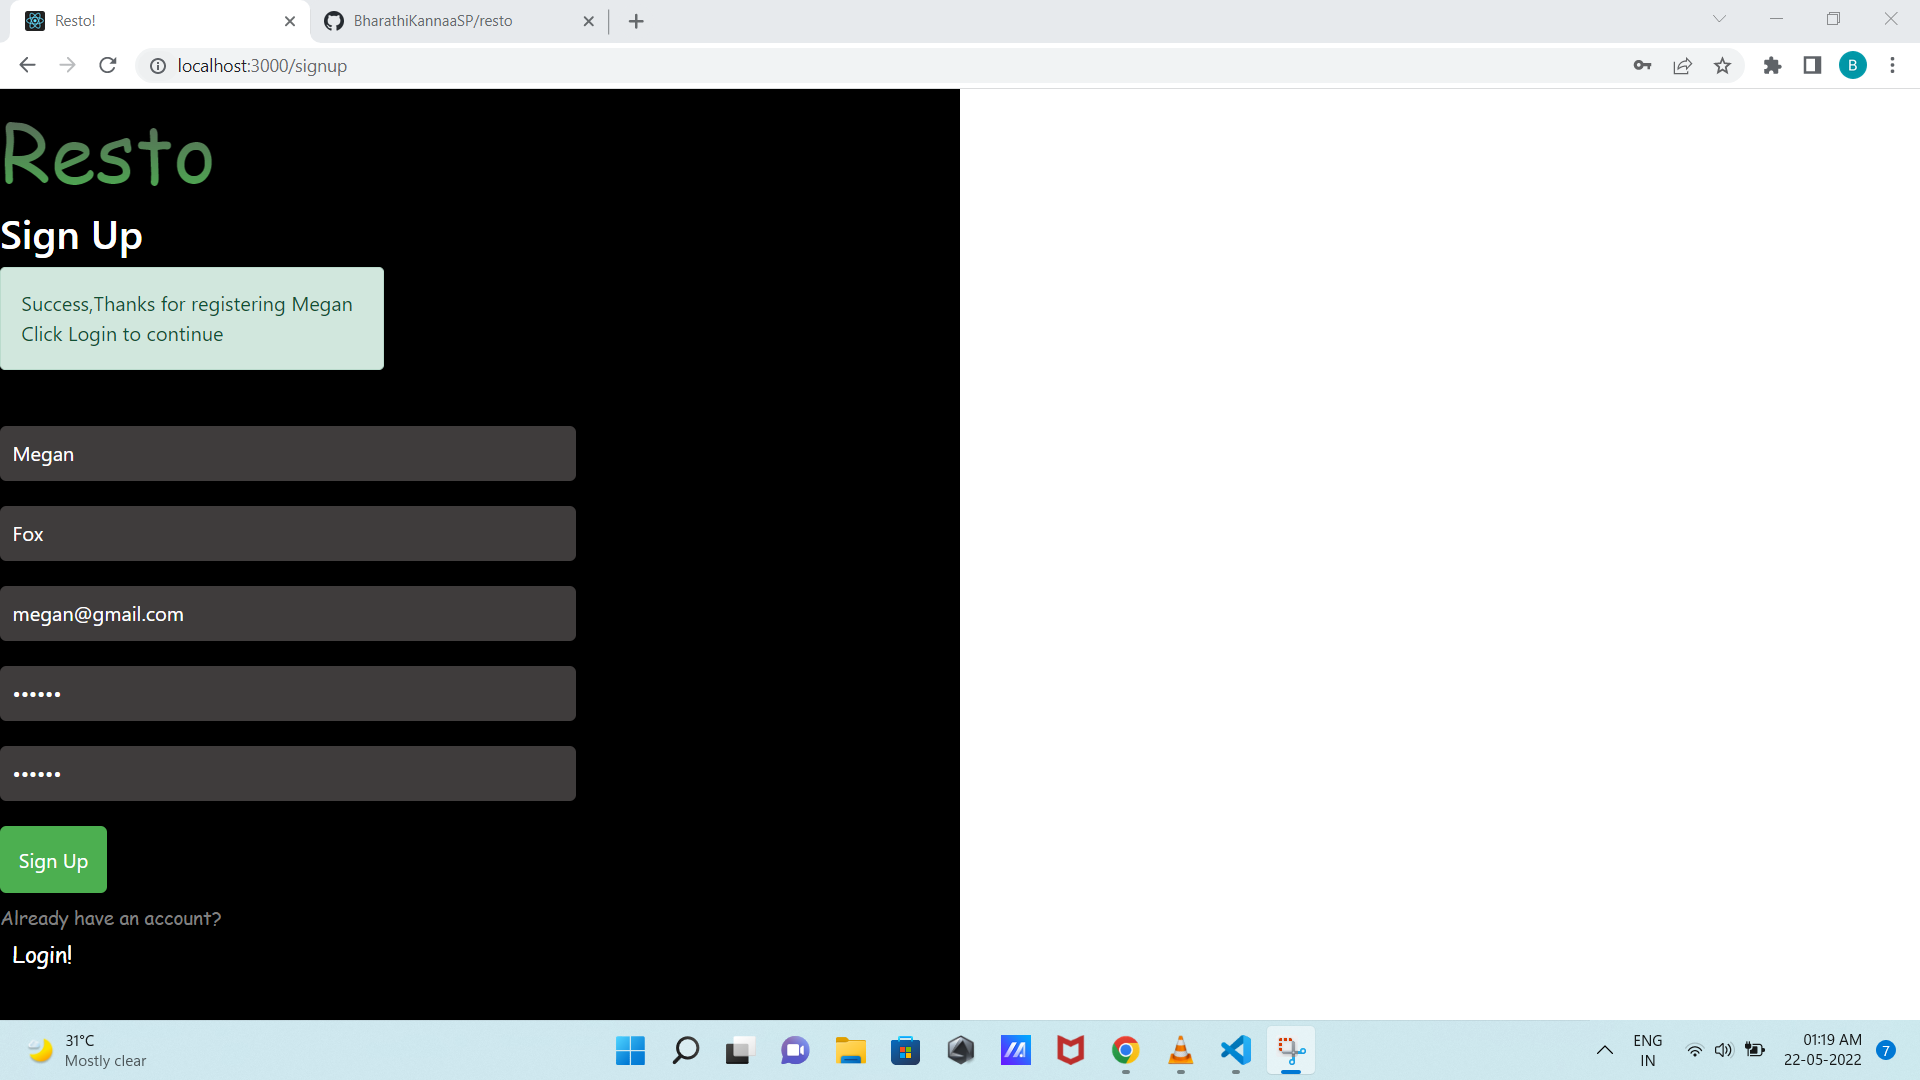 Resto!
BharathiKannaaSP/resto
localhost:3000/signup
B
Resto
Sign Up
Success,Thanks for registering Megan
Click Login to continue
Megan
Fox
megan@gmail.com
••••••
••••••
Sign Up
Already have an account?
Login!
31°C
Mostly clear
ENG
IN
01:19 AM
22-05-2022
7